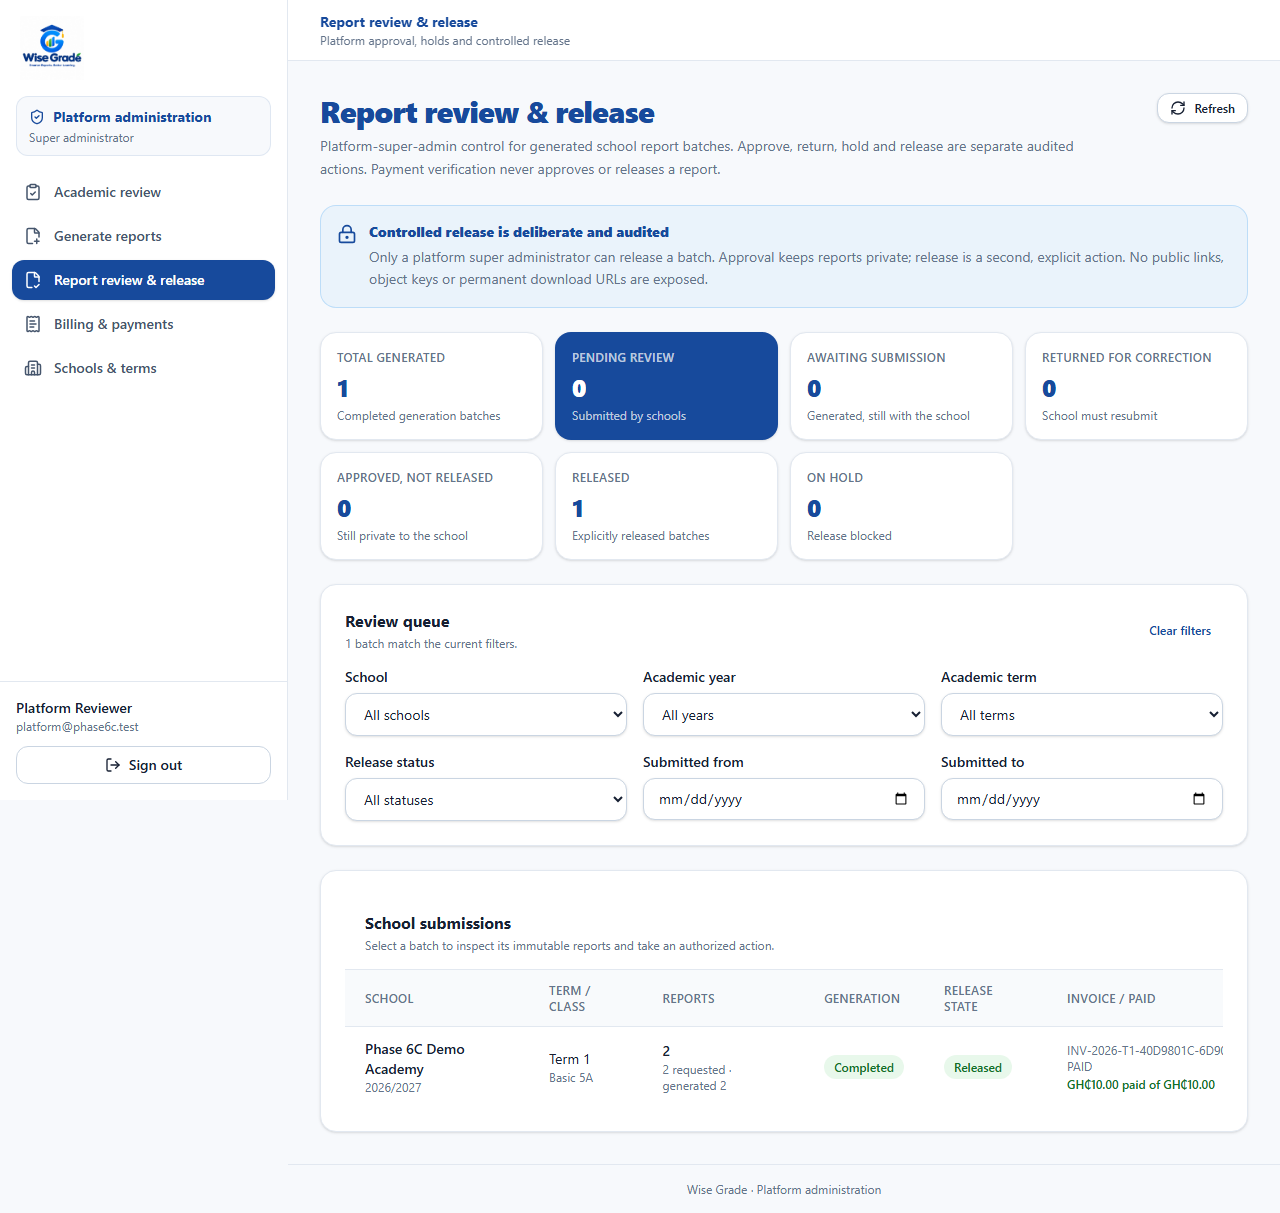 Wise Gradé
Platform administration
Super administrator
Academic review
Generate reports
Report review & release
Billing & payments
Schools & terms
Platform Reviewer
platform@phase6c.test
Sign out
Report review & release
Platform approval, holds and controlled release
Report review & release
Refresh
Platform-super-admin control for generated school report batches. Approve, return, hold and release are separate audited
actions. Payment verification never approves or releases a report.
Controlled release is deliberate and audited
Only a platform super administrator can release a batch. Approval keeps reports private; release is a second, explicit action. No public links,
object keys or permanent download URLs are exposed.
TOTAL GENERATED
1
Completed generation batches
PENDING REVIEW
0
Submitted by schools
AWAITING SUBMISSION
0
Generated, still with the school
RETURNED FOR CORRECTION
0
School must resubmit
APPROVED, NOT RELEASED
0
Still private to the school
RELEASED
1
Explicitly released batches
ON HOLD
0
Release blocked
Review queue
1 batch match the current filters.
Clear filters
School
All schools
Academic year
All years
Academic term
All terms
Release status
All statuses
Submitted from
mm/dd/yyyy
Submitted to
mm/dd/yyyy
School submissions
Select a batch to inspect its immutable reports and take an authorized action.
SCHOOL
TERM /
CLASS
REPORTS
GENERATION
RELEASE
STATE
INVOICE / PAID
Phase 6C Demo
Academy
2026/2027
Term 1
Basic 5A
2
2 requested ·
generated 2
Completed
Released
INV-2026-T1-40D9801C-6D9
PAID
GH₵10.00 paid of GH₵10.00
Wise Grade · Platform administration